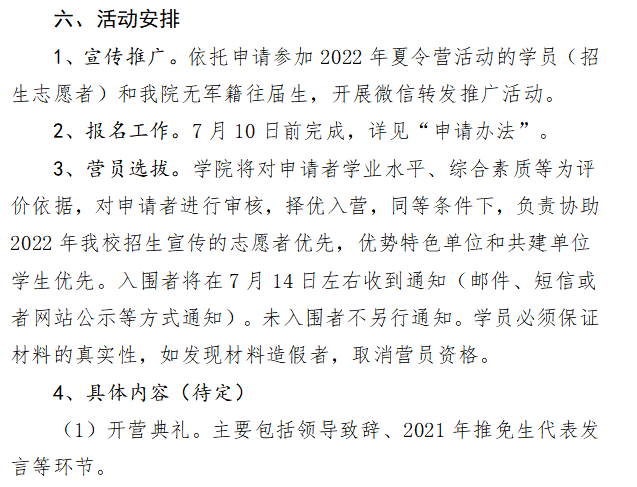 六、活动安排
1、宣传推广。依托申请参加 2022 年夏令营活动的学员（招
生志愿者）和我院无军籍往届生，开展微信转发推广活动。
2、报名工作。7 月 10 日前完成，详见“申请办法”。
3、营员选拔。学院将对申请者学业水平、综合素质等为评
价依据，对申请者进行审核，择优入营，同等条件下，负责协助
2022 年我校招生宣传的志愿者优先，优势特色单位和共建单位
学生优先。入围者将在 7 月 14 日左右收到通知（邮件、短信或
者网站公示等方式通知）。未入围者不另行通知。学员必须保证
材料的真实性，如发现材料造假者，取消营员资格。
4、具体内容（待定）
（1）开营典礼。主要包括领导致辞、2021 年推免生代表发
言等环节。